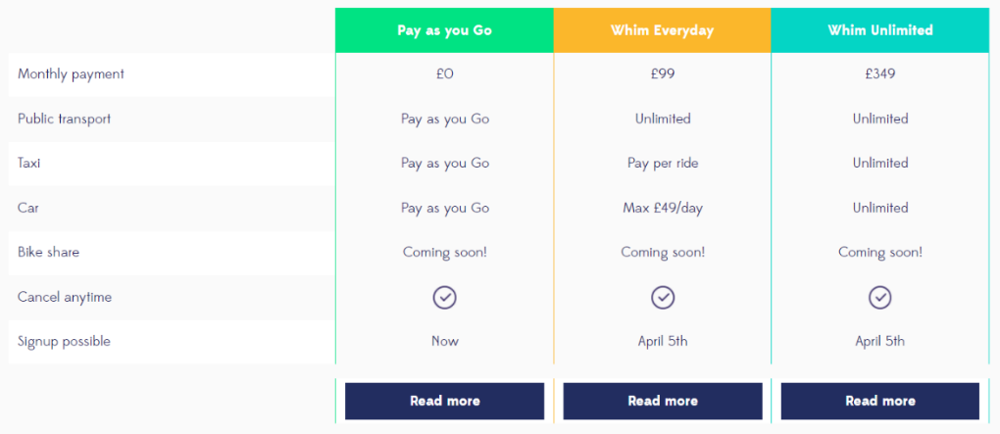 Pay as you Go Whim Everyday Whim Unlimited
Monthly payment £0 £99 £349
Public transport Pay as you Go Unlimited Unlimited
Taxi Pay as you Go Pay per ride Unlimited
Car Pay as you Go Max £49/day Unlimited
Bike share Coming soon! Coming soon! Coming soon!
Cancel anytime
Signup possible Now April 5th April 5th
Read more Read more Read more